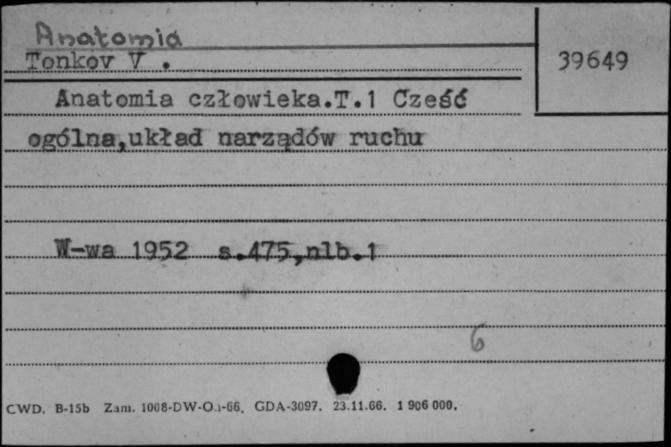 Anatomia
Tonkov V .
39649
Anatomia człowieka.T.1 Cześć
ogólna,układ narządów ruchu
W-wa 1952 s.475,nlb.1
6
CWD. B-15b Zam. 1008-DW-Oa-66. GDA-3097. 23.11.66. 1 906 000.